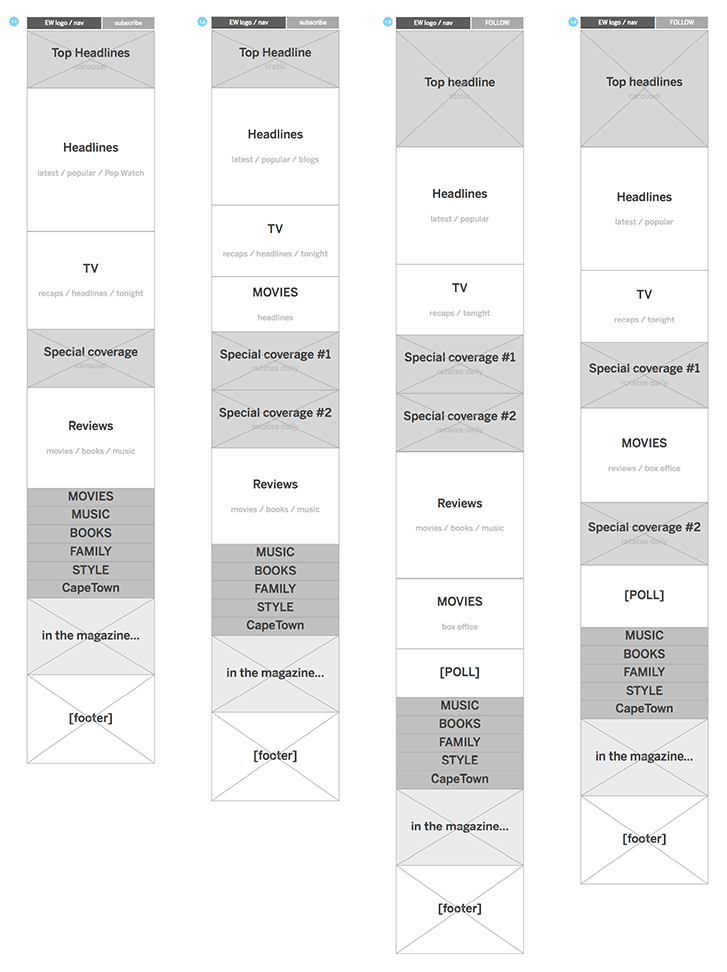 EW logo / nav
subscribe
Top Headlines
carousel
Headlines
latest / popular / Pop Watch
TV
recaps / headlines / tonight
Special coverage
carousel
Reviews
movies / books / music
MOVIES
MUSIC
BOOKS
FAMILY
STYLE
CapeTown
in the magazine...
[footer]
EW logo / nav
subscribe
Top Headline
static
Headlines
latest / popular / blogs
TV
recaps / headlines / tonight
MOVIES
headlines
Special coverage #1
rotates daily
Special coverage #2
rotates daily
Reviews
movies / books / music
MUSIC
BOOKS
FAMILY
STYLE
CapeTown
in the magazine...
[footer]
EW logo / nav
FOLLOW
Top headline
static
Headlines
latest / popular
TV
recaps / tonight
Special coverage #1
rotates daily
Special coverage #2
rotates daily
Reviews
movies / books / music
MOVIES
box office
[POLL]
MUSIC
BOOKS
FAMILY
STYLE
CapeTown
in the magazine...
[footer]
EW logo / nav
FOLLOW
Top headlines
carousel
Headlines
latest / popular
TV
recaps / tonight
Special coverage #1
rotates daily
MOVIES
reviews / box office
Special coverage #2
rotates daily
[POLL]
MUSIC
BOOKS
FAMILY
STYLE
CapeTown
in the magazine...
[footer]